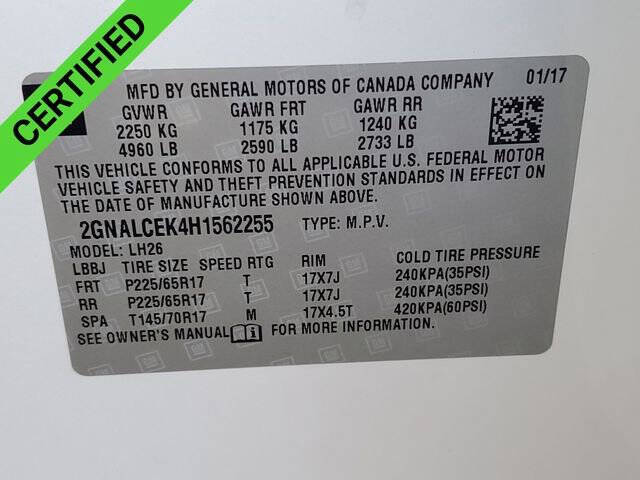 CERTIFIED
MFD BY GENERAL MOTORS OF CANADA COMPANY 01/17
GVWR GAWR FRT GAWR RR
2250 KG 1175 KG 1240 KG
4960 LB 2590 LB 2733 LB
THIS VEHICLE CONFORMS TO ALL APPLICABLE U.S. FEDERAL MOTOR
VEHICLE SAFETY AND THEFT PREVENTION STANDARDS IN EFFECT ON
THE DATE OF MANUFACTURE SHOWN ABOVE.
2GNALCEK4H1562255 TYPE: M.P.V.
MODEL: LH26
LBBJ TIRE SIZE SPEED RTG RIM COLD TIRE PRESSURE
FRT P225/65R17 T 17X7J 240KPA(35PSI)
RR P225/65R17 T 17X7J 240KPA(35PSI)
SPA T145/70R17 M 17X4.5T 420KPA(60PSI)
SEE OWNER'S MANUAL FOR MORE INFORMATION.